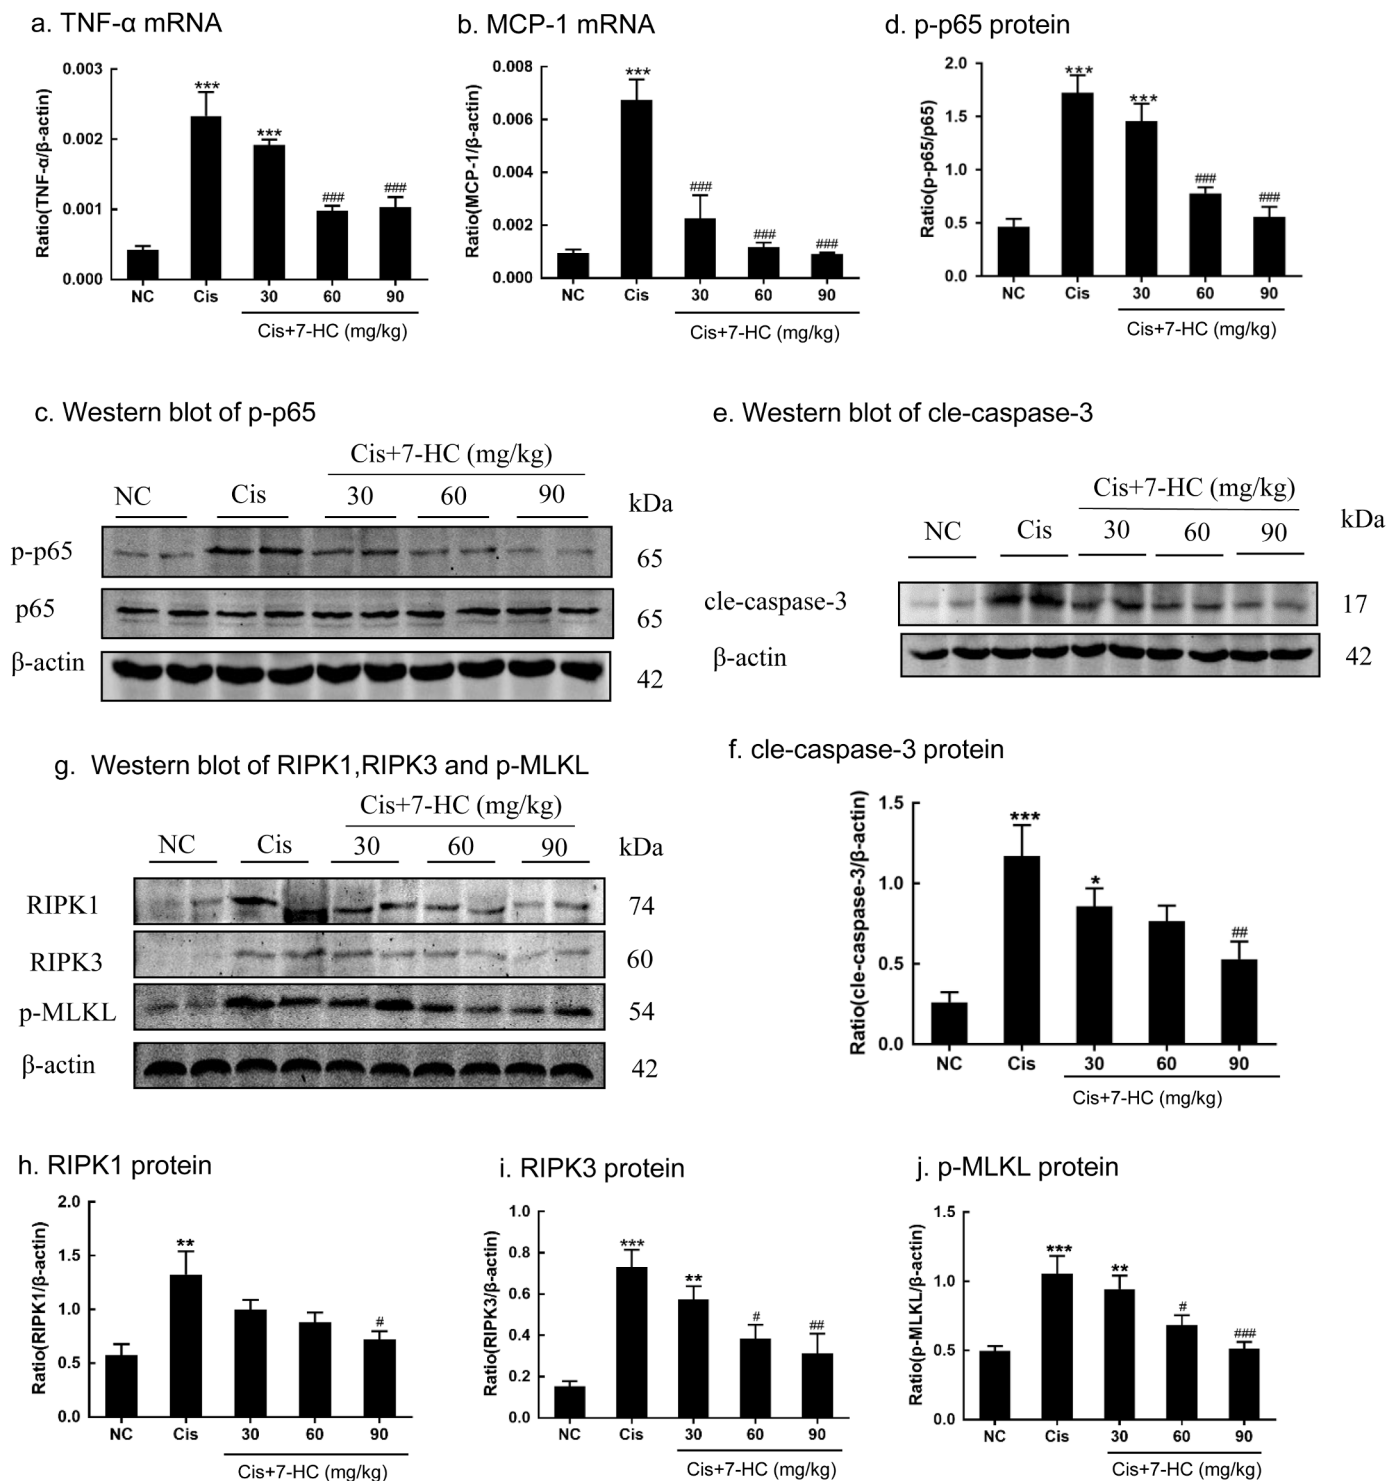 a. TNF-α mRNA
Ratio(TNF-α/β-actin)
0.003
0.002
0.001
0.000
***
***
###
###
NC Cis 30 60 90
Cis+7-HC (mg/kg)
b. MCP-1 mRNA
Ratio(MCP-1/β-actin)
0.008
0.006
0.004
0.002
0.000
***
###
###
###
NC Cis 30 60 90
Cis+7-HC (mg/kg)
d. p-p65 protein
Ratio(p-p65/p65)
2.0
1.5
1.0
0.5
0.0
***
***
###
###
NC Cis 30 60 90
Cis+7-HC (mg/kg)
c. Western blot of p-p65
Cis+7-HC (mg/kg)
NC Cis 30 60 90 kDa
p-p65 65
p65 65
β-actin 42
e. Western blot of cle-caspase-3
Cis+7-HC (mg/kg)
NC Cis 30 60 90 kDa
cle-caspase-3 17
β-actin 42
g. Western blot of RIPK1,RIPK3 and p-MLKL
Cis+7-HC (mg/kg)
NC Cis 30 60 90 kDa
RIPK1 74
RIPK3 60
p-MLKL 54
β-actin 42
f. cle-caspase-3 protein
Ratio(cle-caspase-3/β-actin)
1.5
1.0
0.5
0.0
***
*
##
NC Cis 30 60 90
Cis+7-HC (mg/kg)
h. RIPK1 protein
Ratio(RIPK1/β-actin)
2.0
1.5
1.0
0.5
0.0
**
#
NC Cis 30 60 90
Cis+7-HC (mg/kg)
i. RIPK3 protein
Ratio(RIPK3/β-actin)
1.0
0.8
0.6
0.4
0.2
0.0
***
**
#
##
NC Cis 30 60 90
Cis+7-HC (mg/kg)
j. p-MLKL protein
Ratio(p-MLKL/β-actin)
1.5
1.0
0.5
0.0
***
**
#
###
NC Cis 30 60 90
Cis+7-HC (mg/kg)